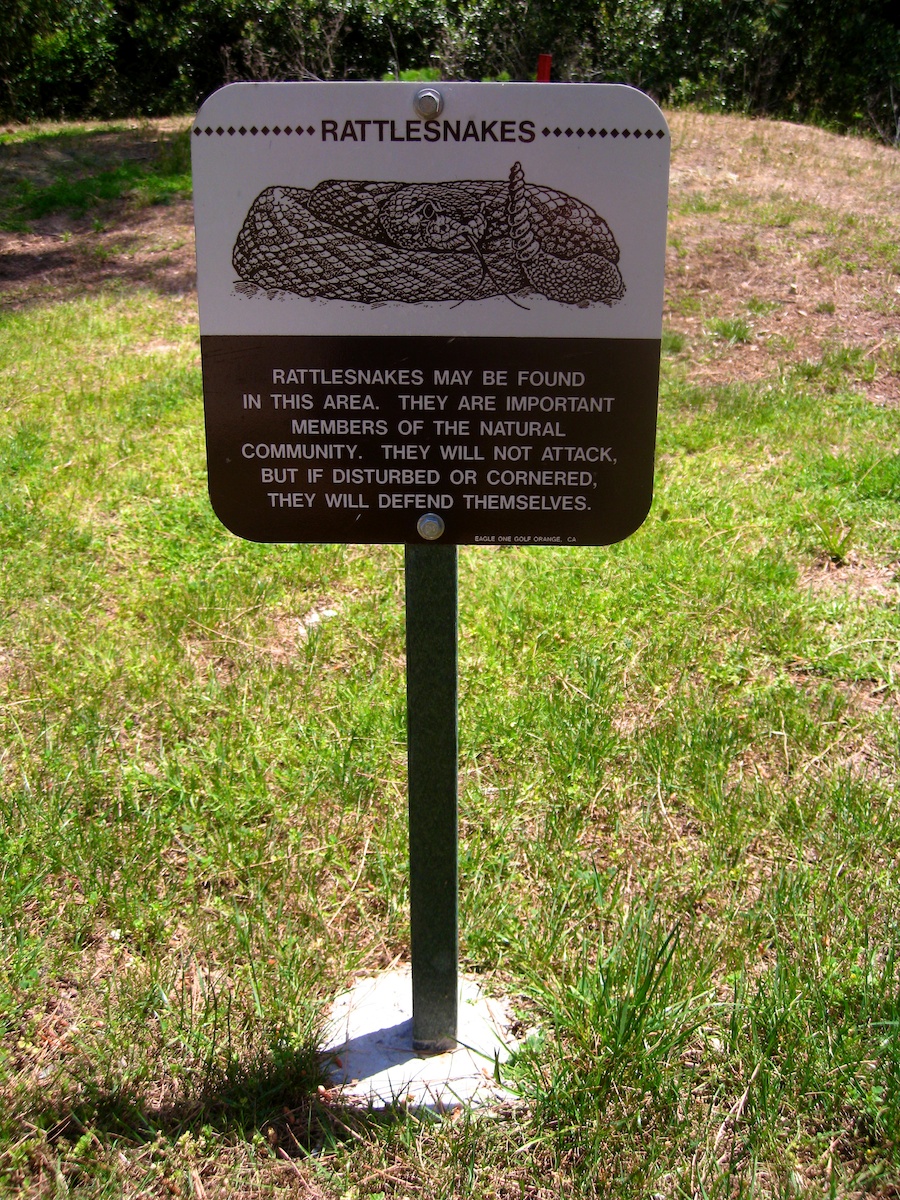 RATTLESNAKES
RATTLESNAKES MAY BE FOUND
IN THIS AREA. THEY ARE IMPORTANT
MEMBERS OF THE NATURAL
COMMUNITY. THEY WILL NOT ATTACK,
BUT IF DISTURBED OR CORNERED,
THEY WILL DEFEND THEMSELVES.
EAGLE ONE GOLF ORANGE, CA